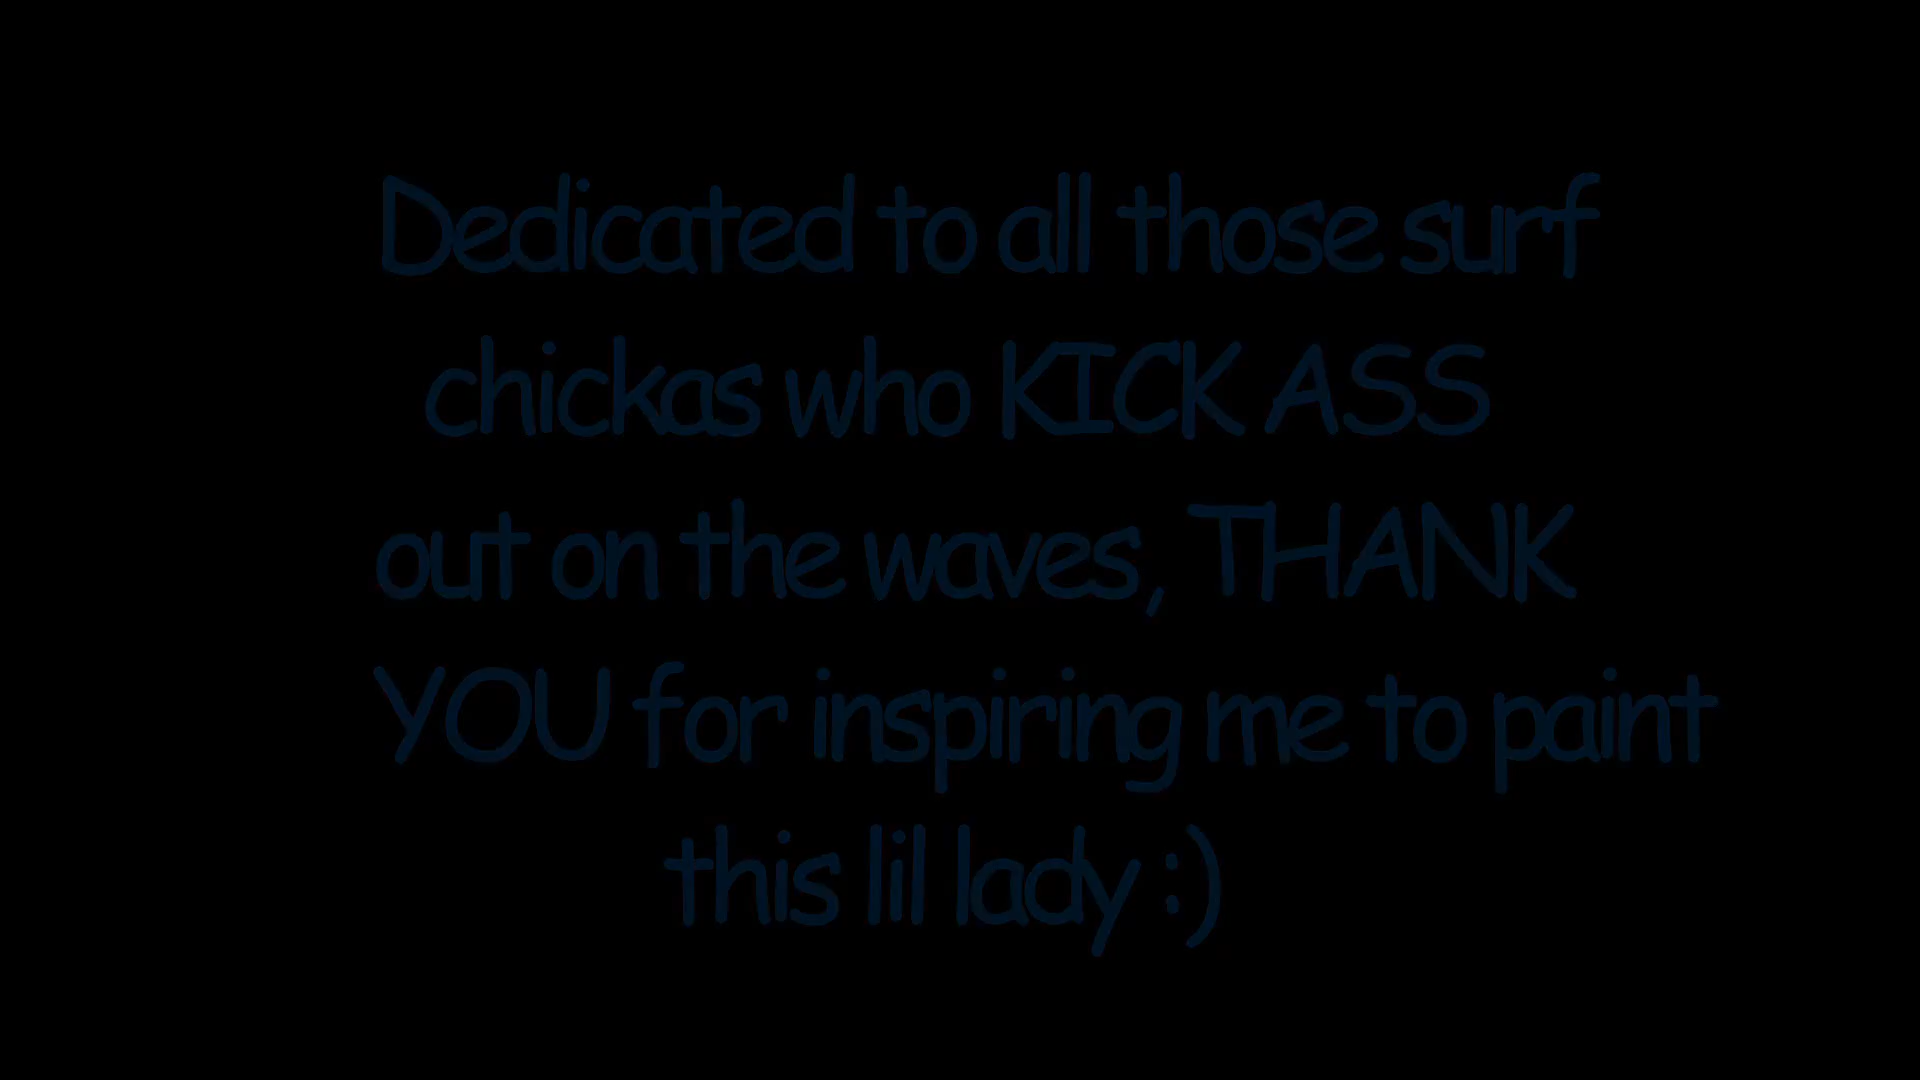 Dedicated to all those surf
chickas who KICK ASS
out on the waves, THANK
YOU for inspiring me to paint
this lil lady :)